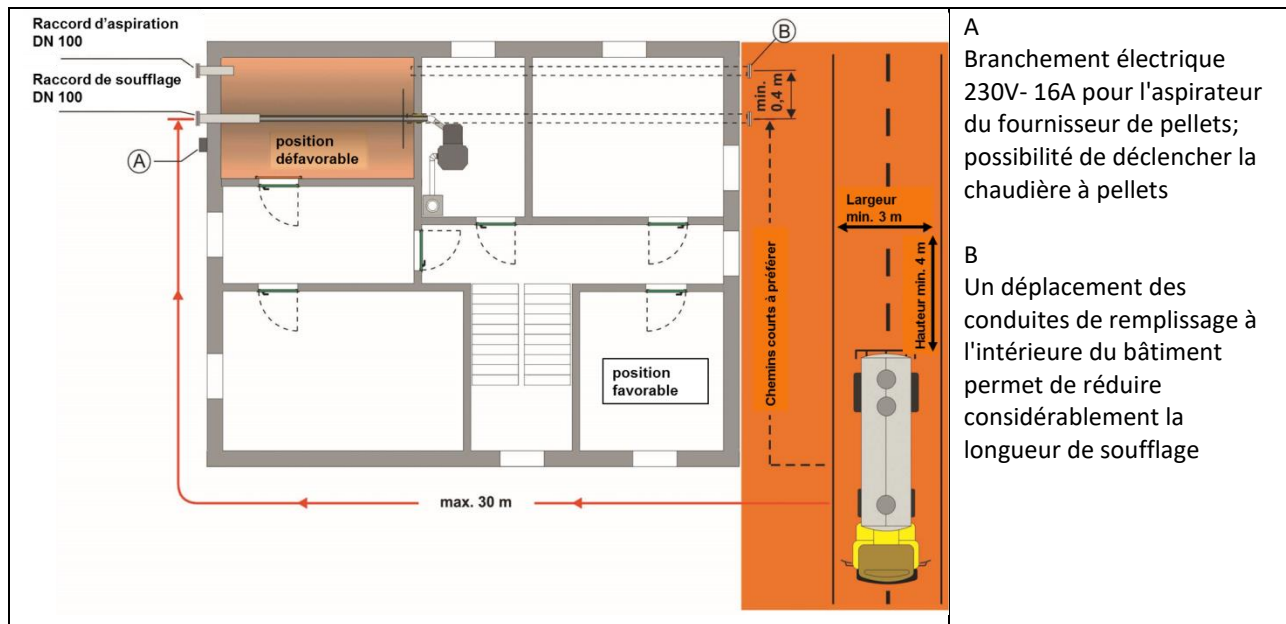 Raccord d'aspiration
DN 100
Raccord de soufflage
DN 100
A
position
défavorable
B
min.
0,4 m
Largeur
min. 3 m
Hauteur min. 4 m
Chemins courts à préférer
position
favorable
max. 30 m
A
Branchement électrique
230V- 16A pour l'aspirateur
du fournisseur de pellets;
possibilité de déclencher la
chaudière à pellets
B
Un déplacement des
conduites de remplissage à
l'intérieure du bâtiment
permet de réduire
considérablement la
longueur de soufflage